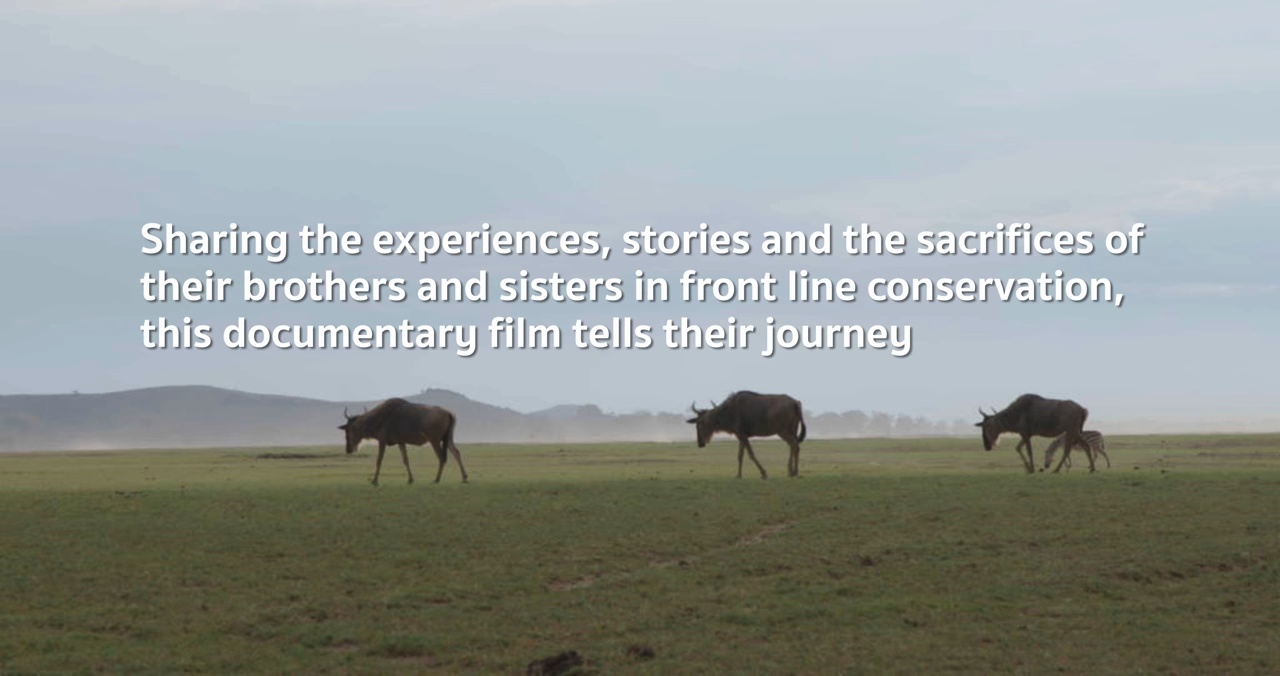 Sharing the experiences, stories and the sacrifices of
their brothers and sisters in front line conservation,
this documentary film tells their journey